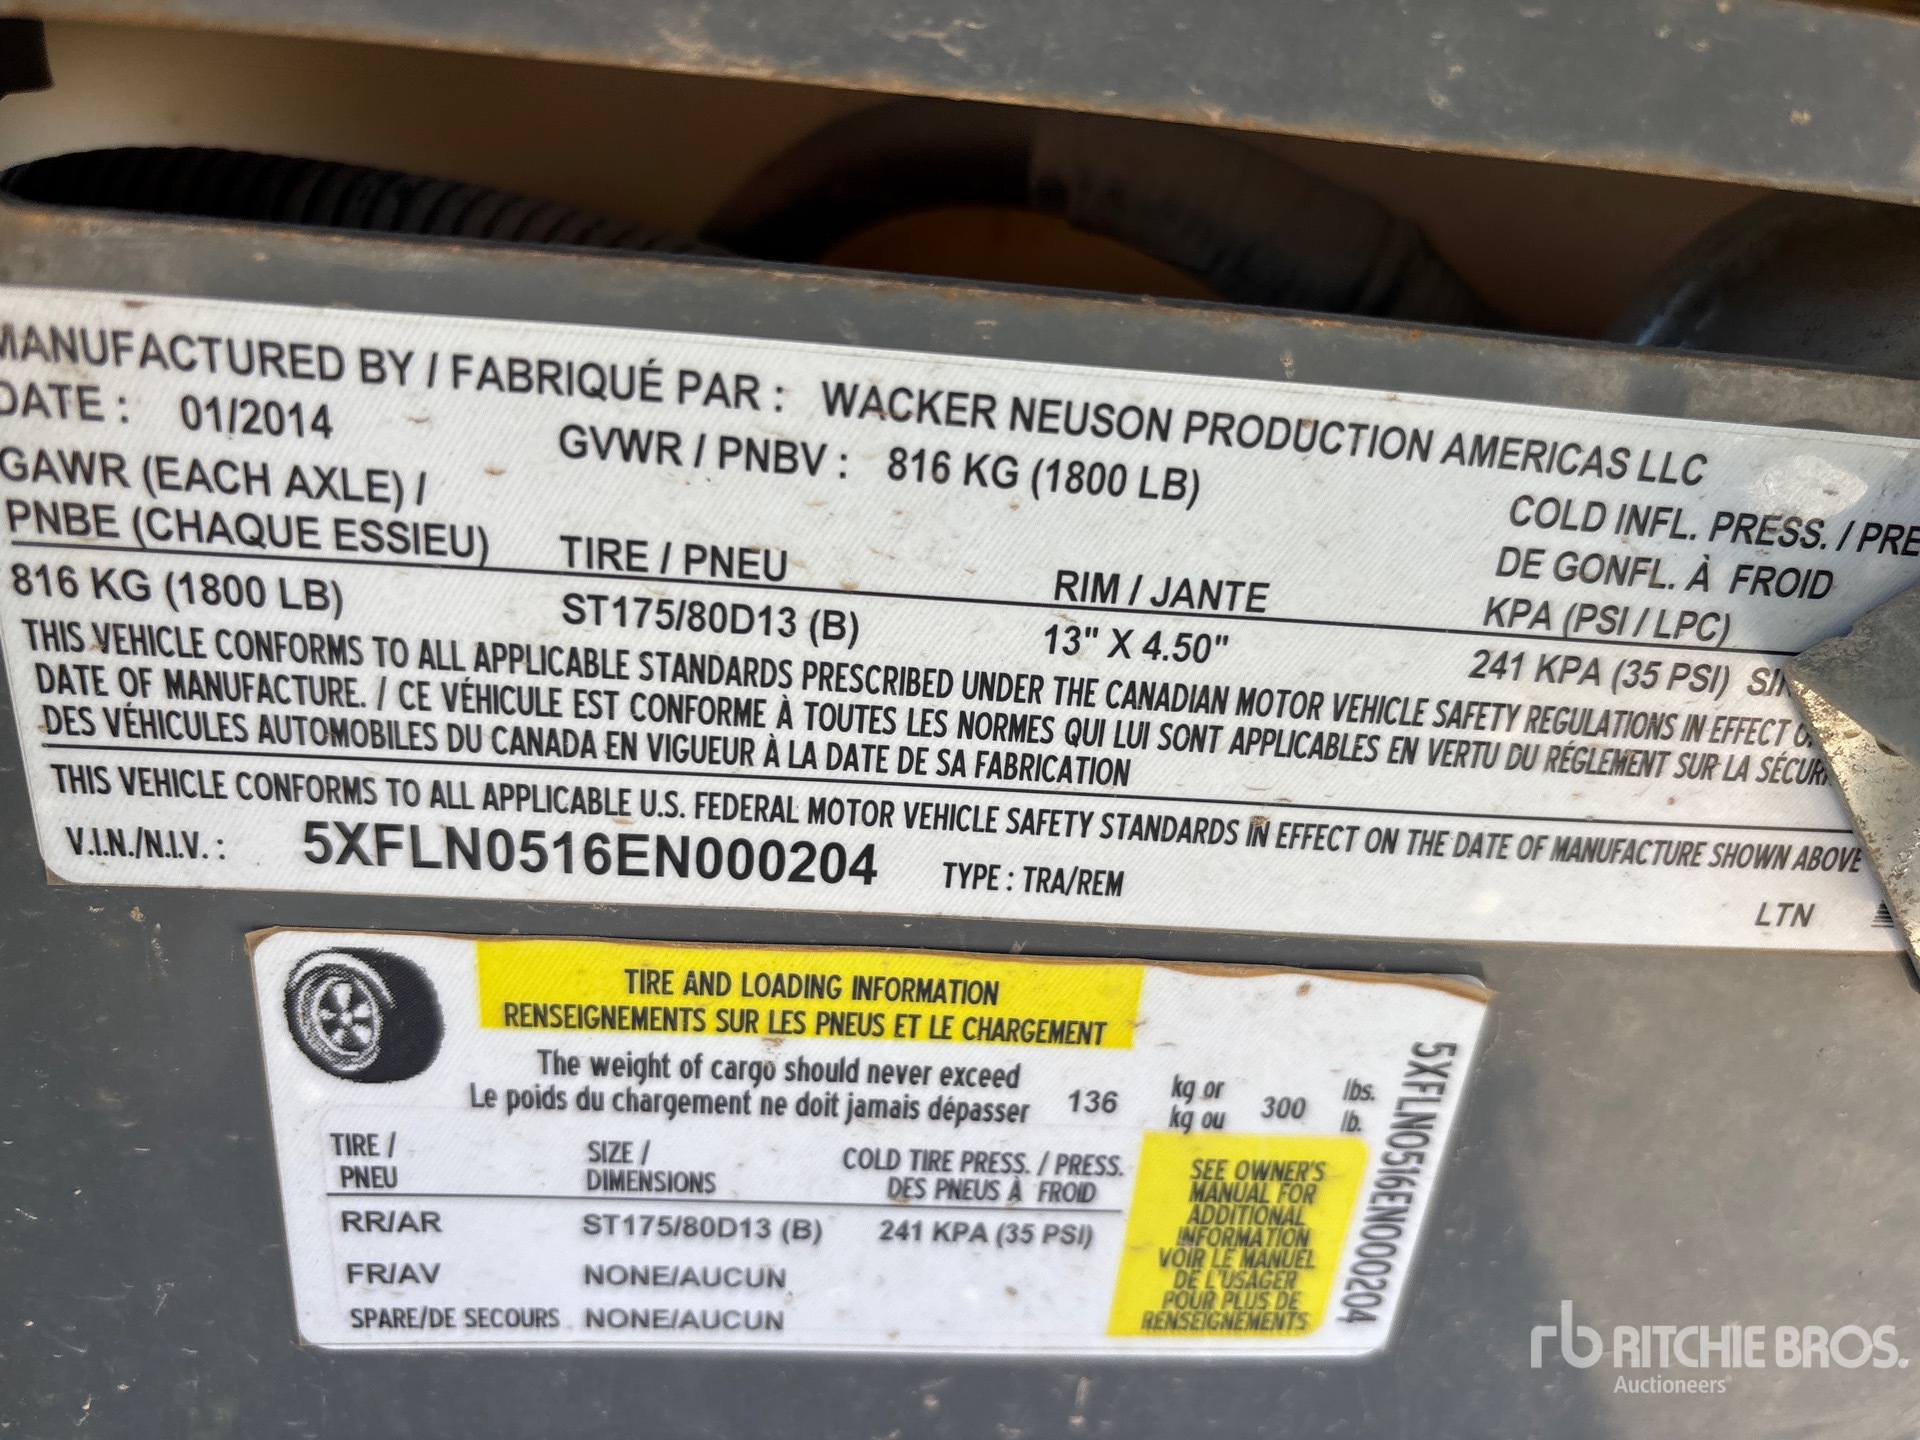 MANUFACTURED BY / FABRIQUÉ PAR : WACKER NEUSON PRODUCTION AMERICAS LLC
DATE : 01/2014 GVWR / PNBV : 816 KG (1800 LB)
GAWR (EACH AXLE) /
PNBE (CHAQUE ESSIEU) TIRE / PNEU RIM / JANTE COLD INFL. PRESS. / PRE
DE GONFL. À FROID
KPA (PSI / LPC)
816 KG (1800 LB) ST175/80D13 (B) 13" X 4.50" 241 KPA (35 PSI)
THIS VEHICLE CONFORMS TO ALL APPLICABLE STANDARDS PRESCRIBED UNDER THE CANADIAN MOTOR VEHICLE SAFETY REGULATIONS IN EFFECT
DATE OF MANUFACTURE. / CE VÉHICULE EST CONFORME À TOUTES LES NORMES QUI LUI SONT APPLICABLES EN VERTU DU RÉGLEMENT SUR LA SÉCUR
DES VÉHICULES AUTOMOBILES DU CANADA EN VIGUEUR À LA DATE DE SA FABRICATION
THIS VEHICLE CONFORMS TO ALL APPLICABLE U.S. FEDERAL MOTOR VEHICLE SAFETY STANDARDS IN EFFECT ON THE DATE OF MANUFACTURE SHOWN ABOVE
V.I.N./N.I.V. : 5XFLN0516EN000204 TYPE : TRA/REM
LTN
TIRE AND LOADING INFORMATION
RENSEIGNEMENTS SUR LES PNEUS ET LE CHARGEMENT
The weight of cargo should never exceed
Le poids du chargement ne doit jamais dépasser 136 kg or
kg ou 300 lbs.
lb.
TIRE /
PNEU SIZE /
DIMENSIONS COLD TIRE PRESS. / PRESS.
DES PNEUS À FROID
RR/AR ST175/80D13 (B) 241 KPA (35 PSI)
FR/AV NONE/AUCUN
SPARE/DE SECOURS NONE/AUCUN
SEE OWNER'S
MANUAL FOR
ADDITIONAL
INFORMATION
VOIR LE MANUEL
DE L'USAGER
POUR PLUS DE
RENSEIGNEMENTS
5XFLN0516EN000204
rb RITCHIE BROS.
Auctioneers